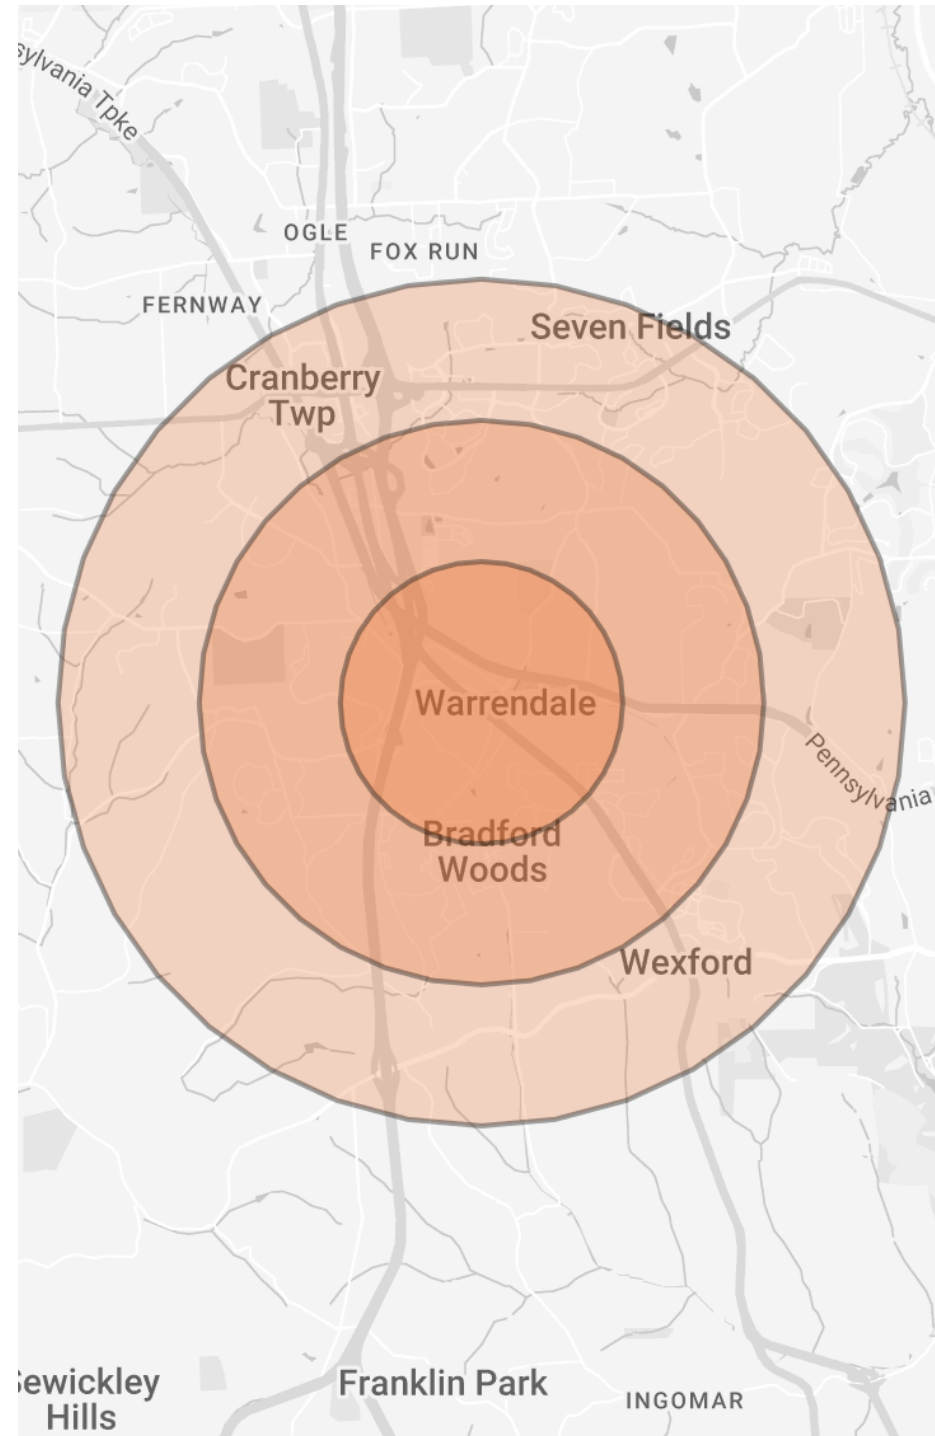 sylvania Tpke
OGLE
FOX RUN
FERNWAY
Seven Fields
Cranberry
Twp
Warrendale
Pennsylvania
Bradford
Woods
Wexford
Sewickley
Hills
Franklin Park
INGOMAR